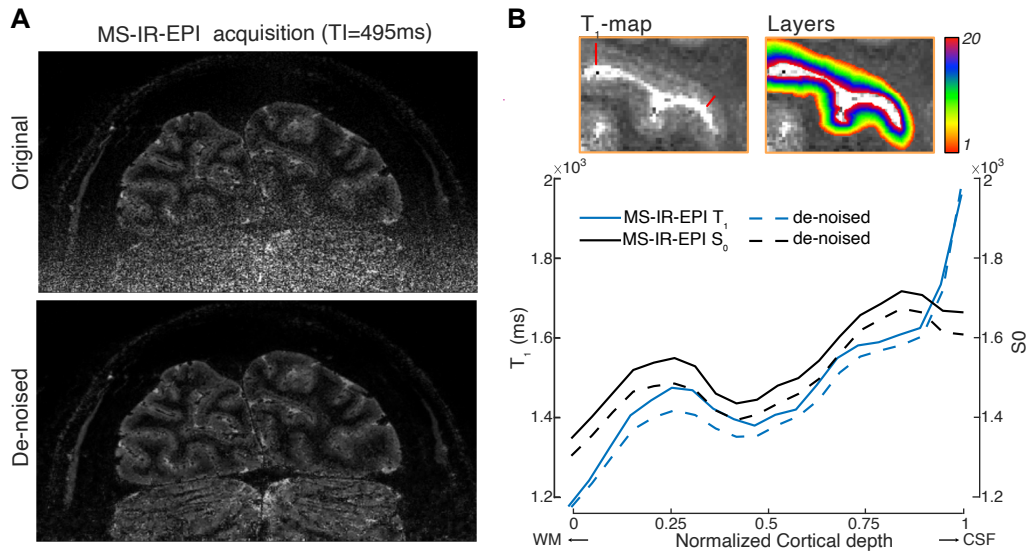 A
MS-IR-EPI acquisition (TI=495ms)
Original
De-noised
B
T1-map
Layers
20
1
2 x10³
x10³
2
MS-IR-EPI T1
de-noised
MS-IR-EPI S0
de-noised
1.8
1.8
1.6
1.6
1.4
1.4
1.2
1.2
T1 (ms)
S0
0
0.25
0.5
0.75
1
WM ←
Normalized Cortical depth
→ CSF